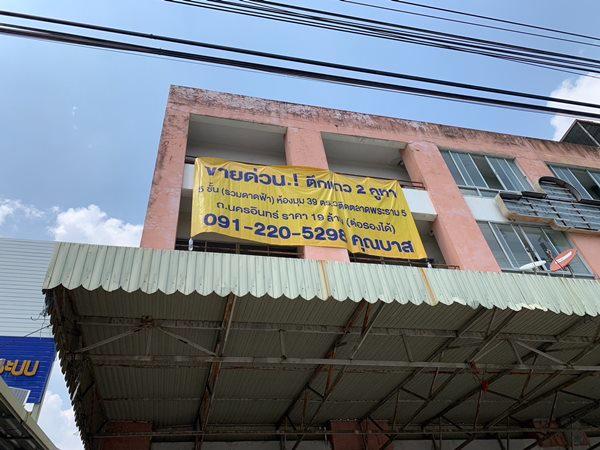 ขายด่วน.! ตึกแถว 2 คูหา
5 ชั้น (รวมดาดฟ้า) ห้องมุม 39 ตร.ว ติดตลาดพระราม 5
ถ.นครอินทร์ ราคา 19 ล้าน (ต่อรองได้)
091-220-5298 คุณบาส
ระบบ